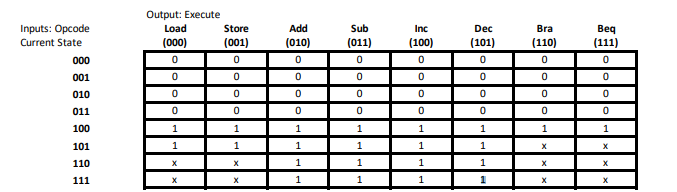 Output: Execute
Inputs: Opcode Load Store Add Sub Inc Dec Bra Beq
Current State (000) (001) (010) (011) (100) (101) (110) (111)
000 0 0 0 0 0 0 0 0
001 0 0 0 0 0 0 0 0
010 0 0 0 0 0 0 0 0
011 0 0 0 0 0 0 0 0
100 1 1 1 1 1 1 1 1
101 1 1 1 1 1 1 x x
110 x x 1 1 1 1 x x
111 x x 1 1 1 1 x x